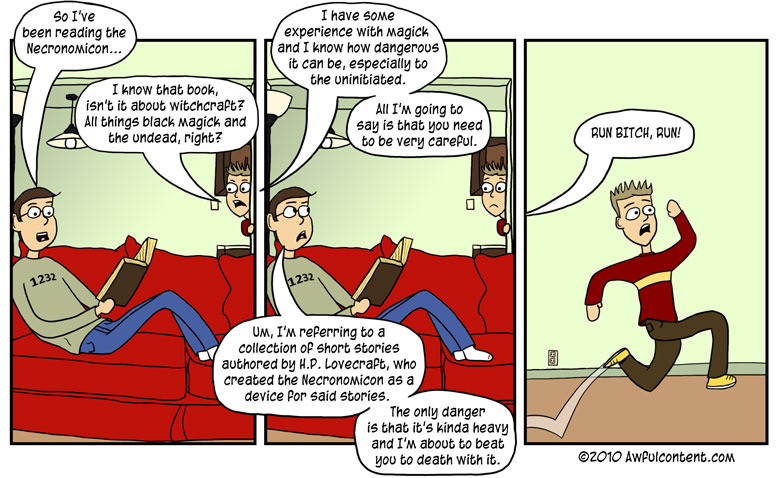 So I've
been reading the
Necronomicon...
I know that book,
isn't it about witchcraft?
All things black magick and
the undead, right?
1232
I have some
experience with magick
and I know how dangerous
it can be, especially to
the uninitiated.
All I'm going to
say is that you need
to be very careful.
1232
Um, I'm referring to a
collection of short stories
authored by H.P. Lovecraft, who
created the Necronomicon as a
device for said stories.
The only danger
is that it's kinda heavy
and I'm about to beat
you to death with it.
Run bitch, run!
©2010 Awfulcontent.com